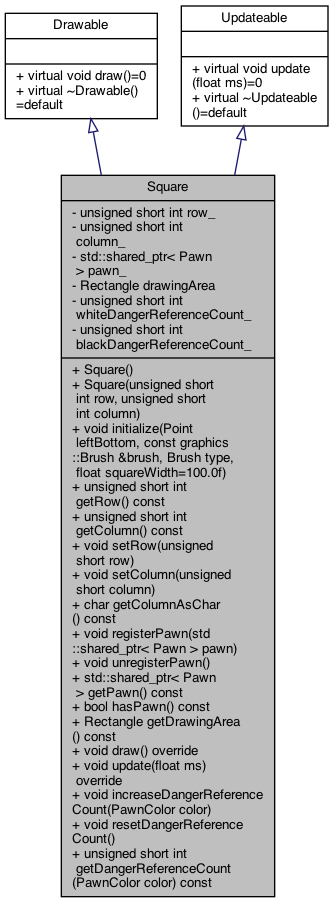 Drawable
+ virtual void draw()=0
+ virtual ~Drawable()
=default
Updateable
+ virtual void update
(float ms)=0
+ virtual ~Updateable
()=default
Square
- unsigned short int row_
- unsigned short int
column_
- std::shared_ptr< Pawn
> pawn_
- Rectangle drawingArea
- unsigned short int
whiteDangerReferenceCount_
- unsigned short int
blackDangerReferenceCount_
+ Square()
+ Square(unsigned short
int row, unsigned short
int column)
+ void initialize(Point
leftBottom, const graphics
::Brush &brush, Brush type,
float squareWidth=100.0f)
+ unsigned short int
getRow() const
+ unsigned short int
getColumn() const
+ void setRow(unsigned
short row)
+ void setColumn(unsigned
short column)
+ char getColumnAsChar
() const
+ void registerPawn(std
::shared_ptr< Pawn > pawn)
+ void unregisterPawn()
+ std::shared_ptr< Pawn
> getPawn() const
+ bool hasPawn() const
+ Rectangle getDrawingArea
() const
+ void draw() override
+ void update(float ms)
override
+ void increaseDangerReference
Count(PawnColor color)
+ void resetDangerReference
Count()
+ unsigned short int
getDangerReferenceCount
(PawnColor color) const